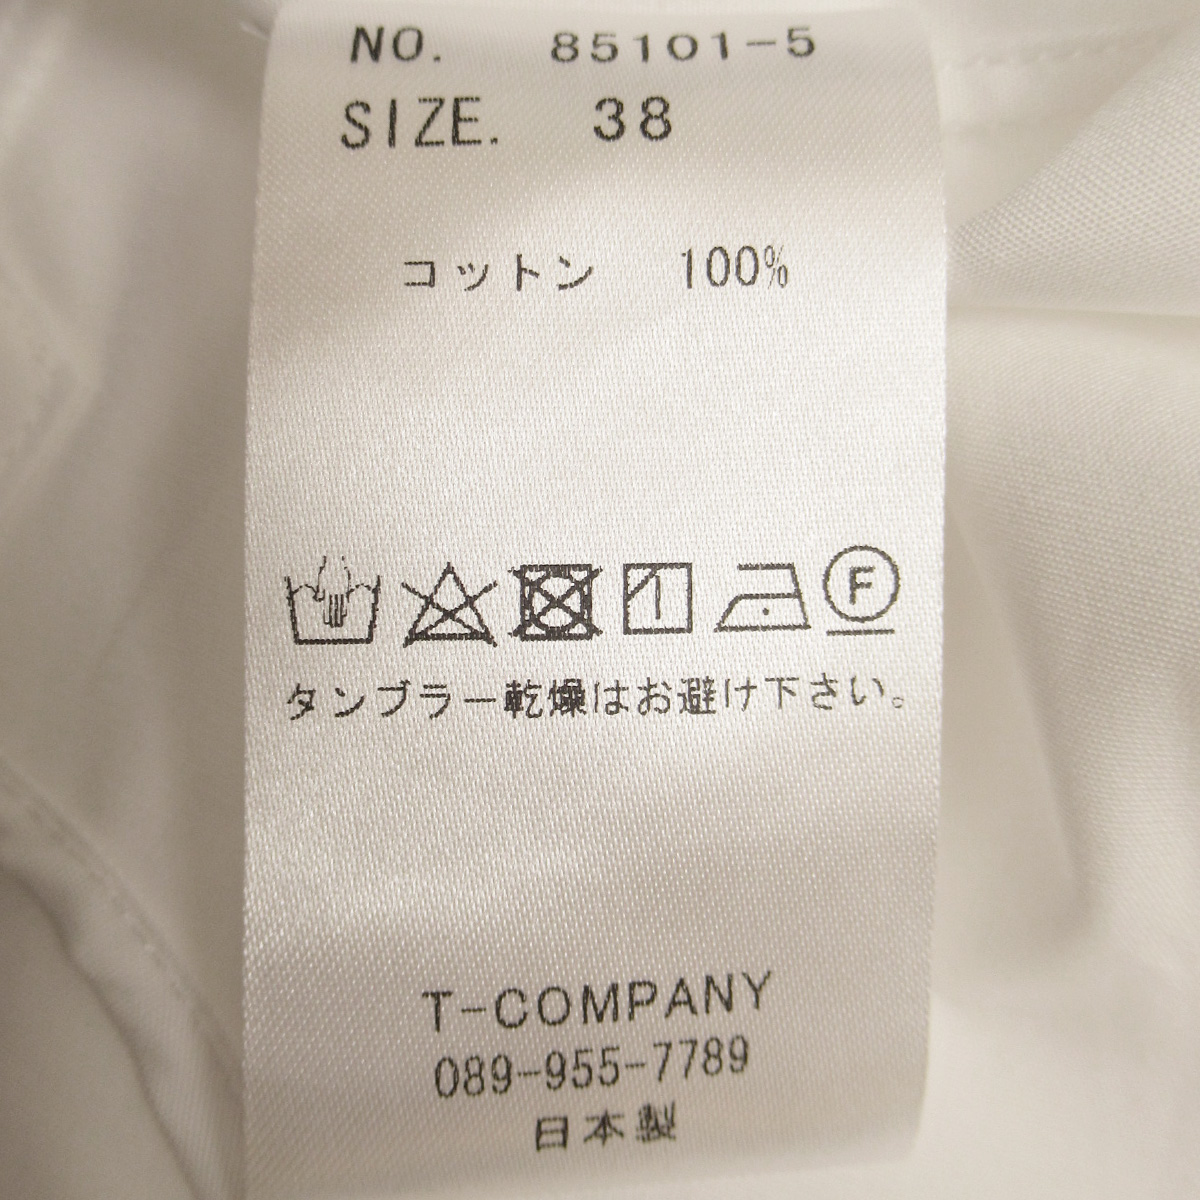 NO. 85101-5
SIZE. 38
コットン 100%
F
タンブラー乾燥はお避け下さい。
T-COMPANY
089-955-7789
日本製